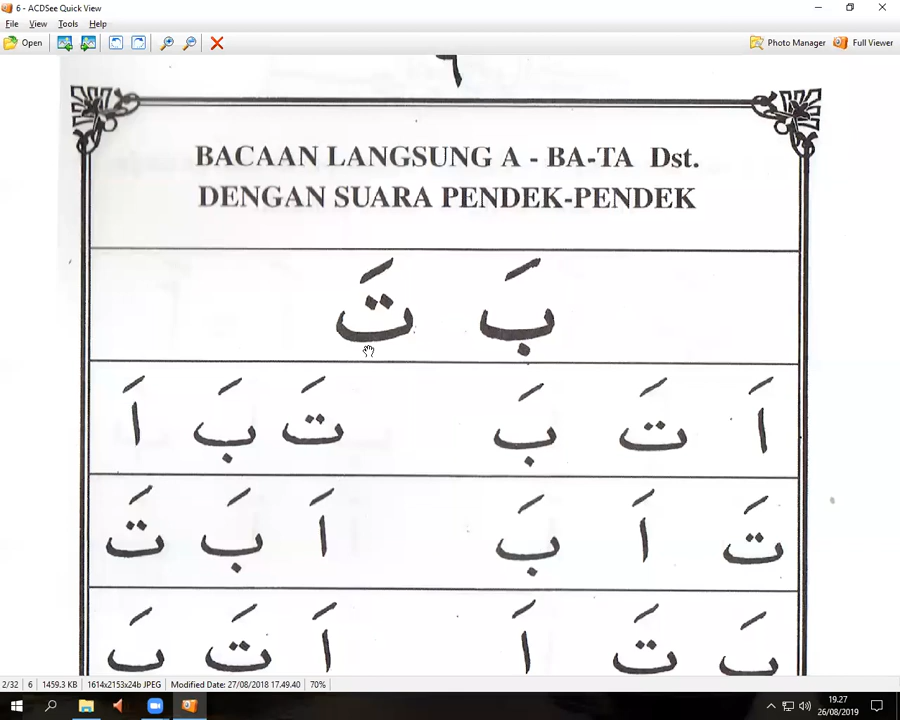 6 - ACDSee Quick View
File View Tools Help
Open
Photo Manager
Full Viewer
٦
BACAAN LANGSUNG A - BA-TA Dst.
DENGAN SUARA PENDEK-PENDEK
بَ تَ
اَ تَ بَ تَ بَ اَ
تَ اَ بَ اَ بَ تَ
بَ تَ اَ اَ تَ بَ
2/32 6 1459.3 KB 1614x2153x24b JPEG Modified Date: 27/08/2018 17.49.40 70%
19.27
26/08/2019